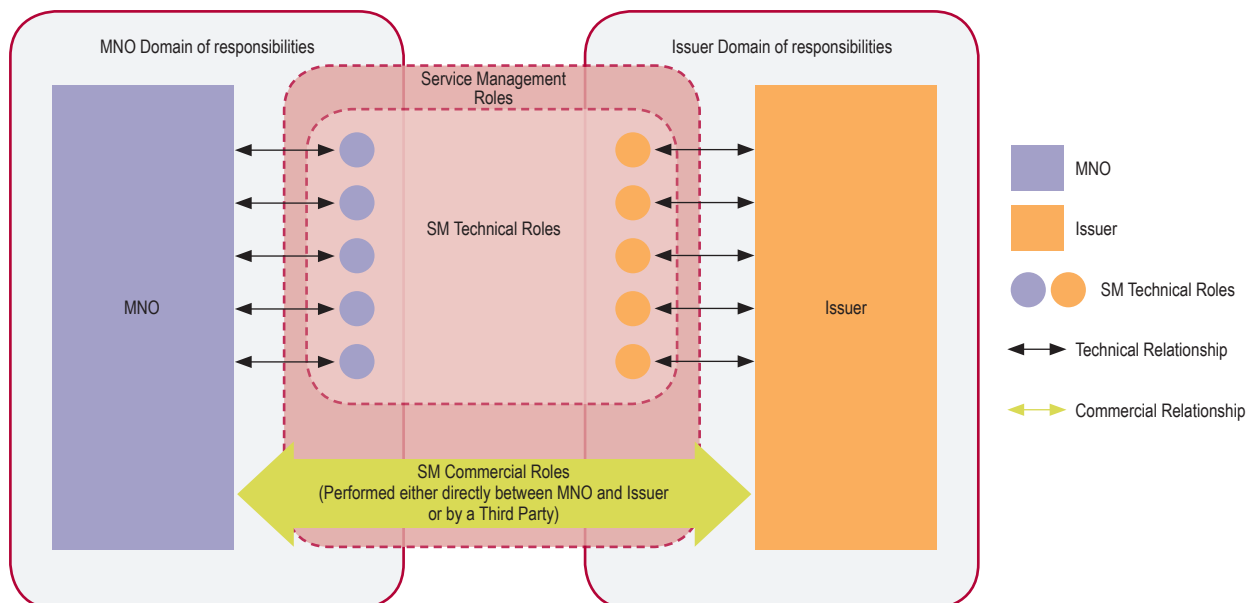 MNO Domain of responsibilities
Issuer Domain of responsibilities
Service Management
Roles
SM Technical Roles
MNO
Issuer
SM Commercial Roles
(Performed either directly between MNO and Issuer
or by a Third Party)
MNO
Issuer
SM Technical Roles
Technical Relationship
Commercial Relationship